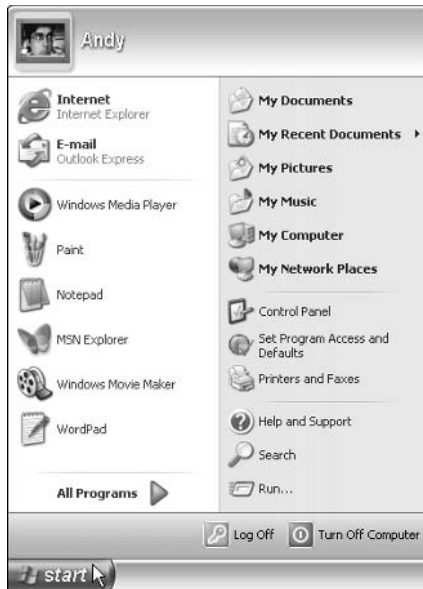 Andy
Internet
Internet Explorer
E-mail
Outlook Express
Windows Media Player
Paint
Notepad
MSN Explorer
Windows Movie Maker
WordPad
All Programs
My Documents
My Recent Documents
My Pictures
My Music
My Computer
My Network Places
Control Panel
Set Program Access and
Defaults
Printers and Faxes
Help and Support
Search
Run...
Log Off
Turn Off Computer
start